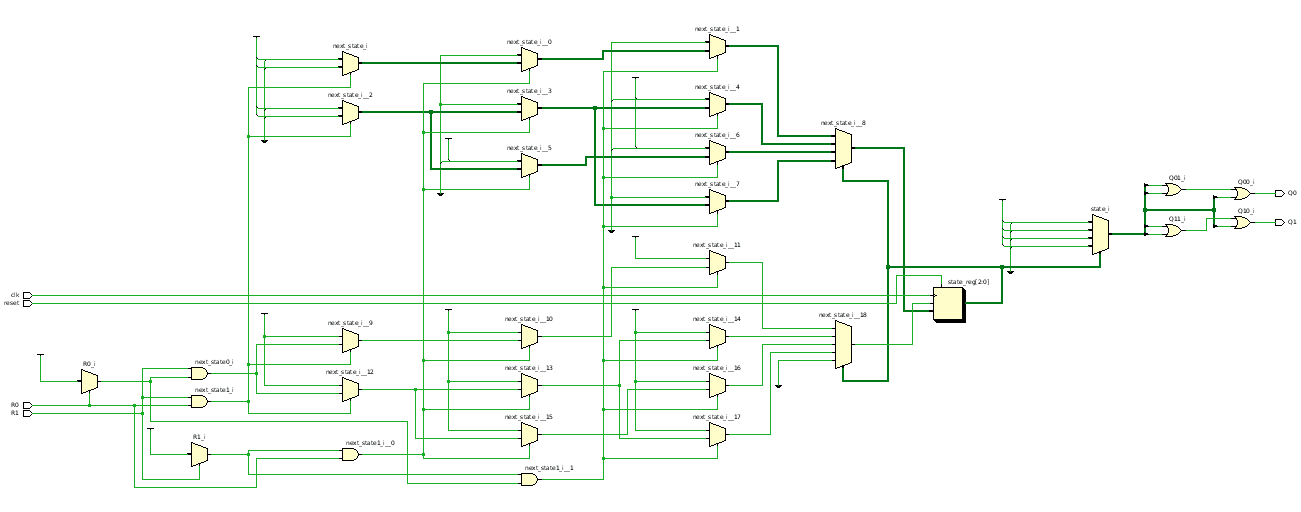 next_state_i__1
next_state_i
next_state_i__0
next_state_i__2
next_state_i__3
next_state_i__4
next_state_i__8
next_state_i__6
next_state_i__5
next_state_i__7
Q01_i
Q00_i
Q0
state_i
Q11_i
Q10_i
Q1
next_state_i__11
state_reg[2:0]
clk
reset
next_state_i__9
next_state_i__10
next_state_i__14
next_state_i__18
R0_i
next_state0_i
next_state_i__12
next_state_i__13
next_state_i__16
next_state1_i
R0
R1
next_state_i__15
next_state_i__17
R1_i
next_state1_i__0
next_state1_i__1